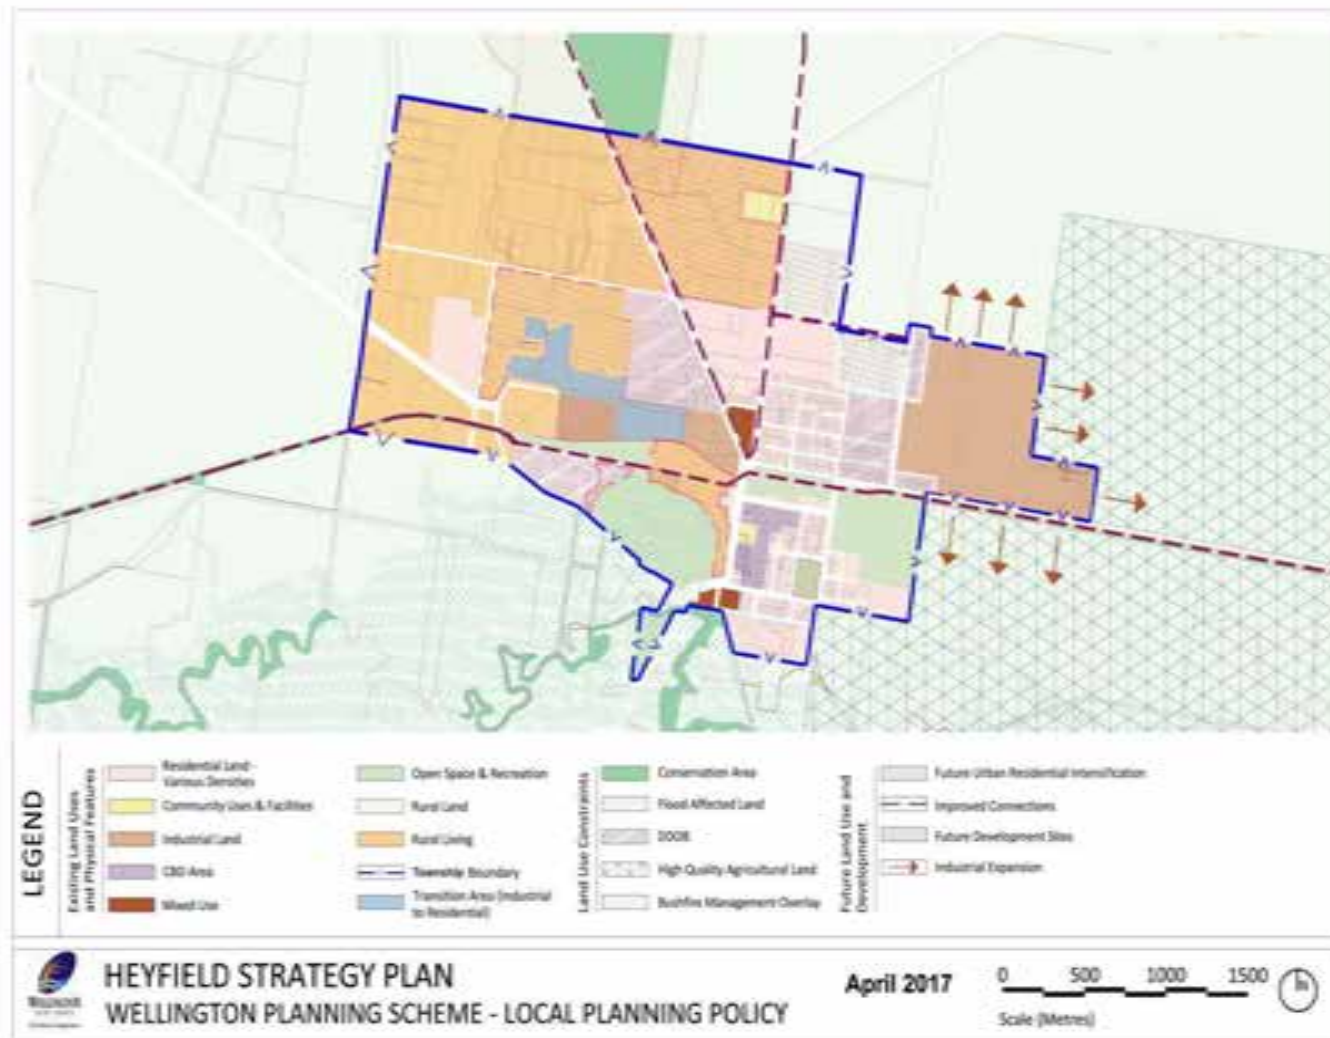 LEGEND
Existing Land Uses
and Physical Features
Residential Land -
Various Densities
Community Uses & Facilities
Industrial Land
CBD Area
Mixed Use
Open Space & Recreation
Rural Land
Rural Living
Township Boundary
Transition Area (Industrial
to Residential)
Land Use Constraints
Conservation Area
Flood Affected Land
DDO8
High Quality Agricultural Land
Bushfire Management Overlay
Future Land Use and
Development
Future Urban Residential Intensification
Improved Connections
Future Development Sites
Industrial Expansion
WELLINGTON
HEYFIELD STRATEGY PLAN
WELLINGTON PLANNING SCHEME - LOCAL PLANNING POLICY
April 2017
0 500 1000 1500
Scale (Metres)